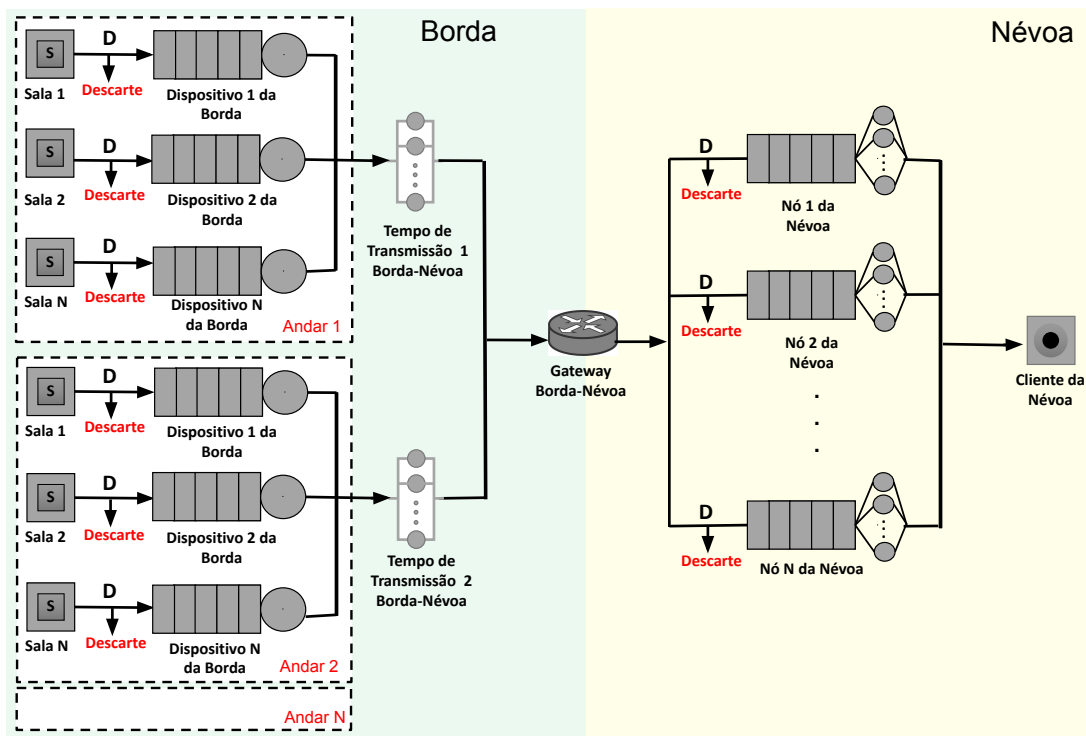 Borda
Névoa
S
D
Descarte
Sala 1
Dispositivo 1 da
Borda
S
D
Descarte
Sala 2
Dispositivo 2 da
Borda
S
D
Descarte
Sala N
Dispositivo N
da Borda
Andar 1
Tempo de
Transmissão 1
Borda-Névoa
S
D
Descarte
Sala 1
Dispositivo 1 da
Borda
S
D
Descarte
Sala 2
Dispositivo 2 da
Borda
S
D
Descarte
Sala N
Dispositivo N
da Borda
Andar 2
Andar N
Tempo de
Transmissão 2
Borda-Névoa
Gateway
Borda-Névoa
D
Descarte
Nó 1 da
Névoa
D
Descarte
Nó 2 da
Névoa
D
Descarte
Nó N da Névoa
Cliente da
Névoa